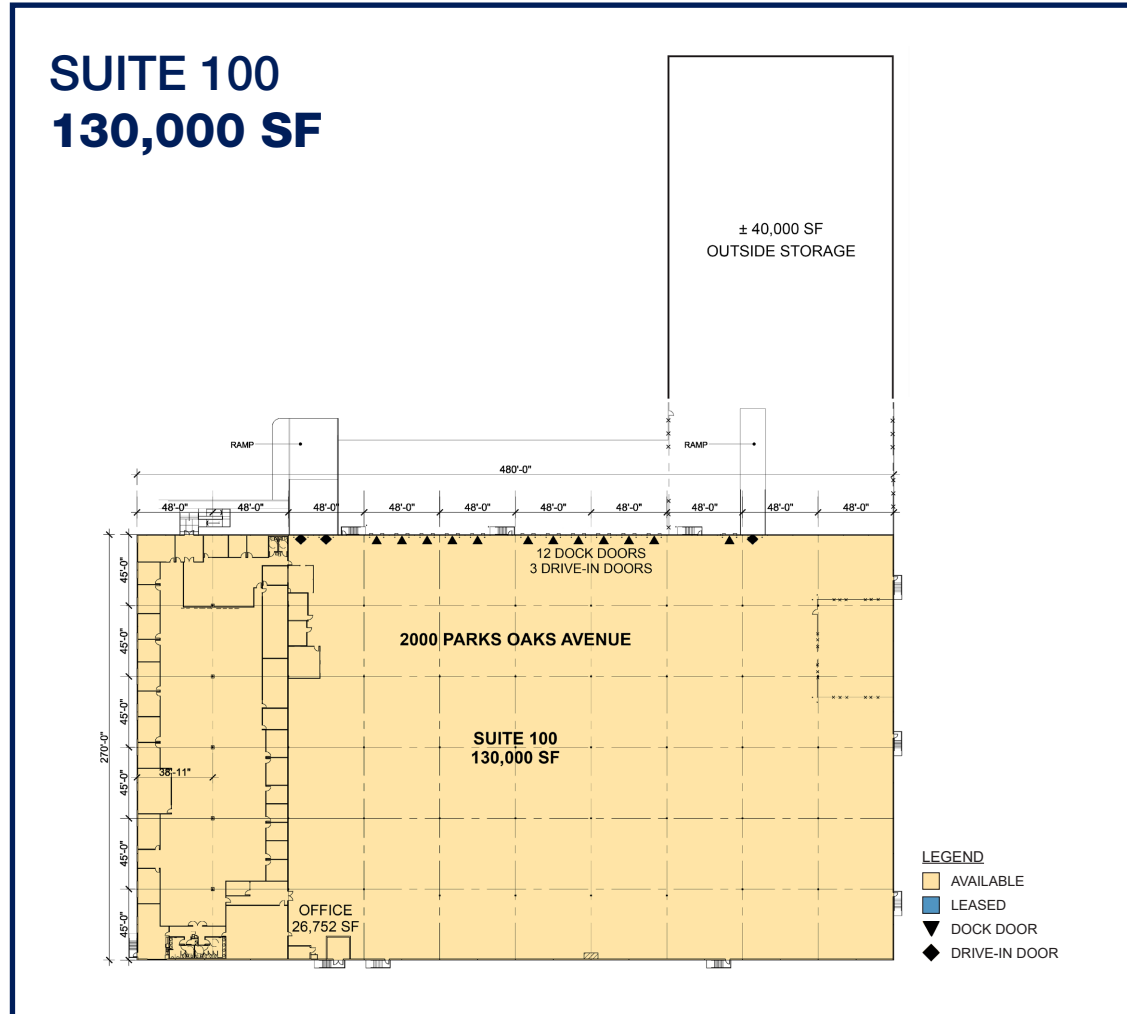 SUITE 100
130,000 SF
± 40,000 SF
OUTSIDE STORAGE
RAMP
RAMP
480'-0"
48'-0" 48'-0" 48'-0" 48'-0" 48'-0" 48'-0" 48'-0" 48'-0" 48'-0" 48'-0"
12 DOCK DOORS
3 DRIVE-IN DOORS
45'-0"
45'-0"
2000 PARKS OAKS AVENUE
45'-0"
270'-0"
SUITE 100
130,000 SF
38'-11"
45'-0"
45'-0"
45'-0"
OFFICE
26,752 SF
LEGEND
AVAILABLE
LEASED
DOCK DOOR
DRIVE-IN DOOR